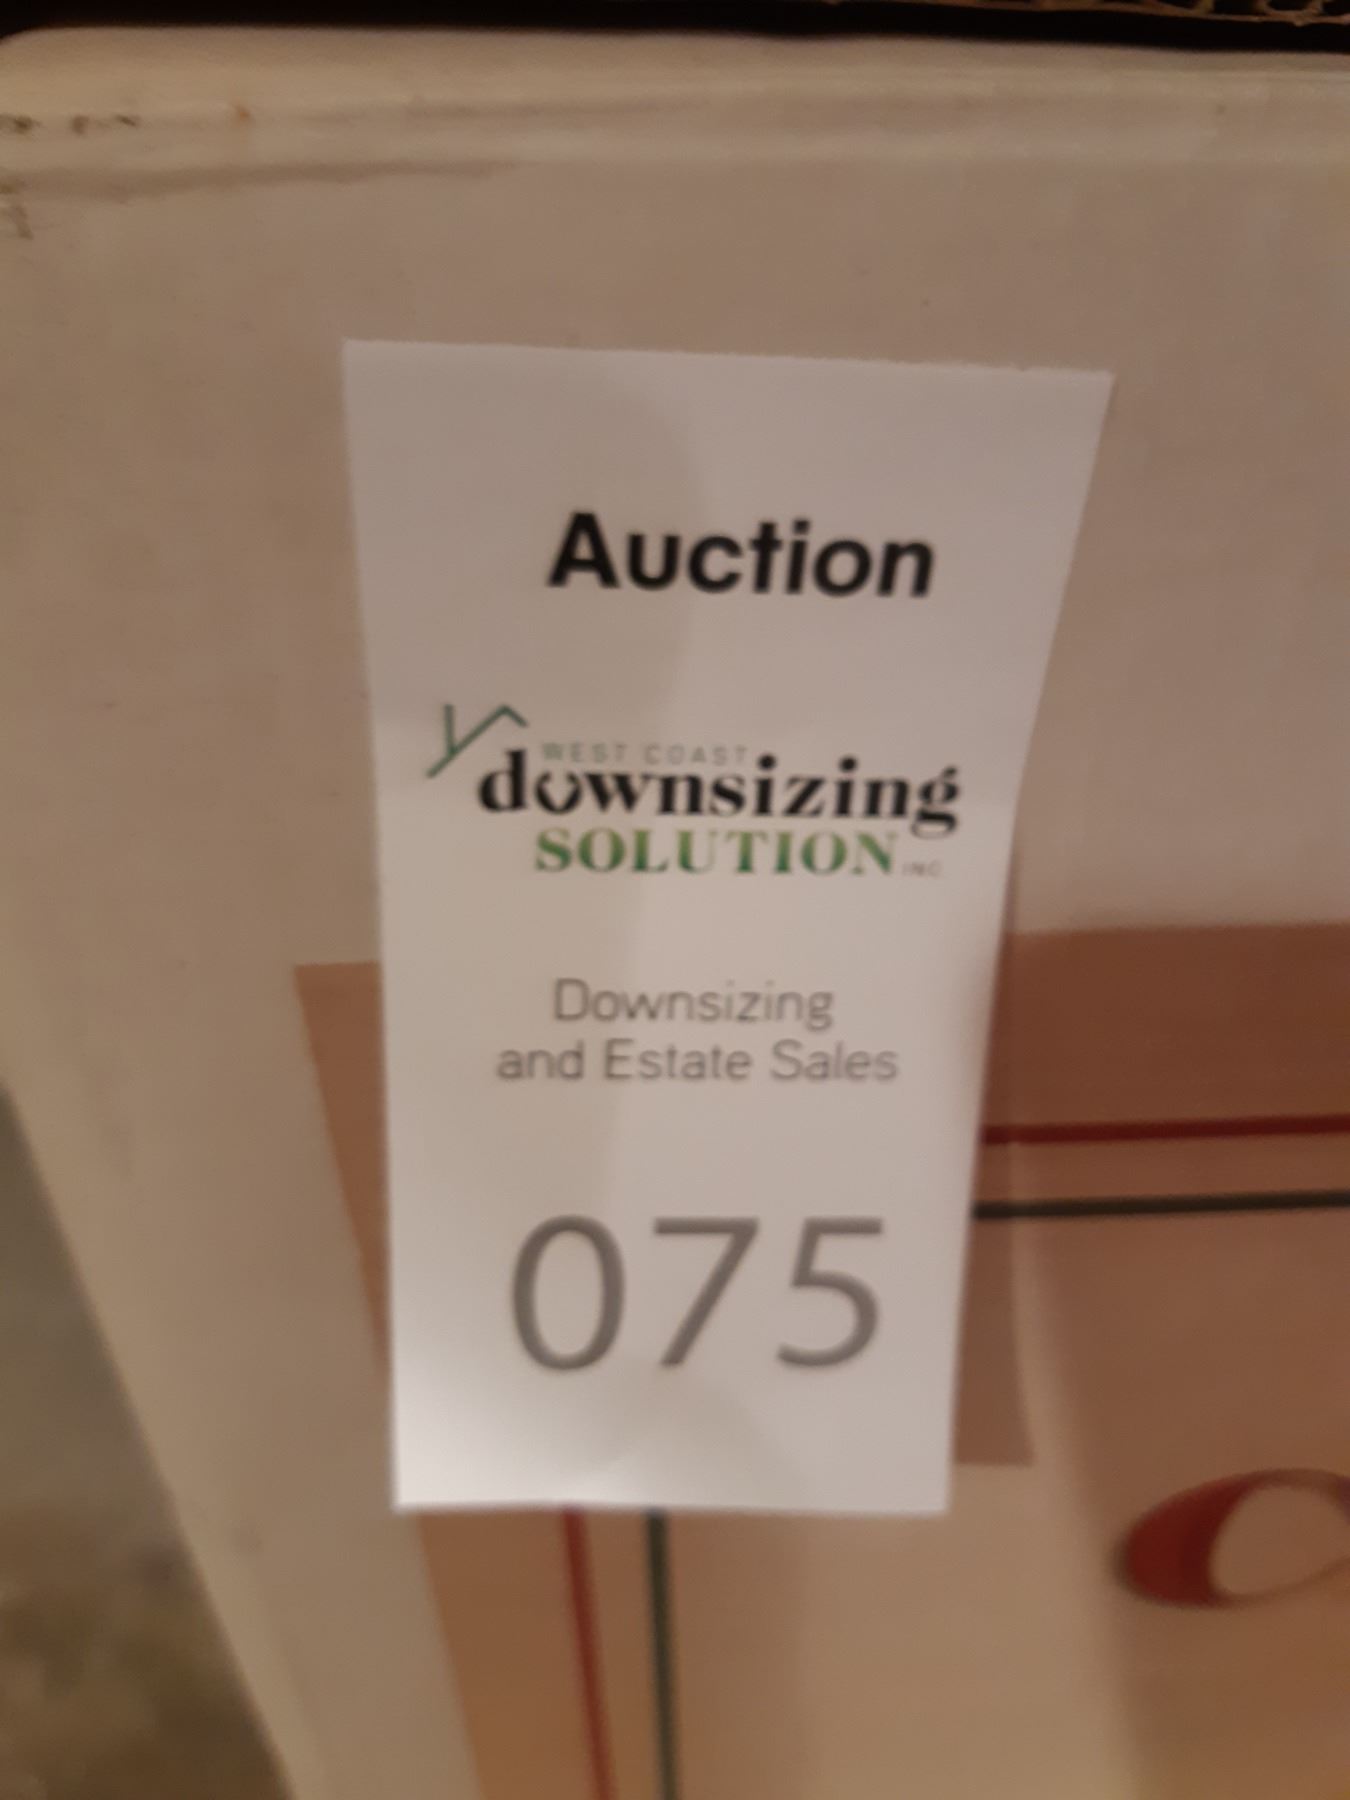 Auction
WEST COAST
downsizing
SOLUTION INC.
Downsizing
and Estate Sales
075